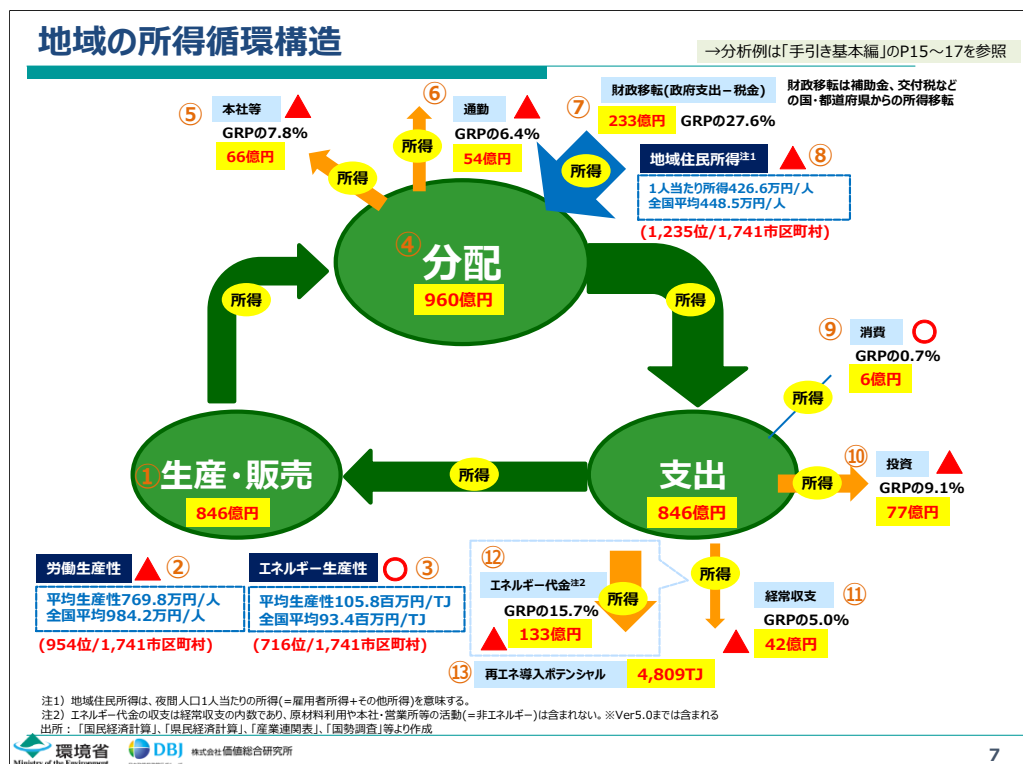 地域の所得循環構造
→分析例は「手引き基本編」のP15～17を参照
⑤ 本社等 ▲
GRPの7.8%
66億円
所得
⑥ 通勤 ▲
GRPの6.4%
54億円
所得
⑦ 財政移転(政府支出－税金)
233億円 GRPの27.6%
財政移転は補助金、交付税など
の国・都道府県からの所得移転
所得
地域住民所得注1 ▲ ⑧
1人当たり所得426.6万円/人
全国平均448.5万円/人
(1,235位/1,741市区町村)
④ 分配
960億円
所得
所得
⑨ 消費 ○
GRPの0.7%
6億円
所得
①生産・販売
846億円
所得
支出
846億円
⑩ 投資 ▲
GRPの9.1%
77億円
所得
労働生産性 ▲ ②
平均生産性769.8万円/人
全国平均984.2万円/人
(954位/1,741市区町村)
エネルギー生産性 ○ ③
平均生産性105.8百万円/TJ
全国平均93.4百万円/TJ
(716位/1,741市区町村)
⑫
エネルギー代金注2
GRPの15.7%
▲ 133億円
所得
所得
経常収支 ⑪
GRPの5.0%
▲ 42億円
⑬ 再エネ導入ポテンシャル 4,809TJ
注1）地域住民所得は、夜間人口1人当たりの所得(=雇用者所得+その他所得)を意味する。
注2）エネルギー代金の収支は経常収支の内数であり、原材料利用や本社・営業所等の活動(=非エネルギー)は含まれない。※Ver5.0までは含まれる
出所：「国民経済計算」、「県民経済計算」、「産業連関表」、「国勢調査」等より作成
環境省
Ministry of the Environment
DBJ 株式会社価値総合研究所
7